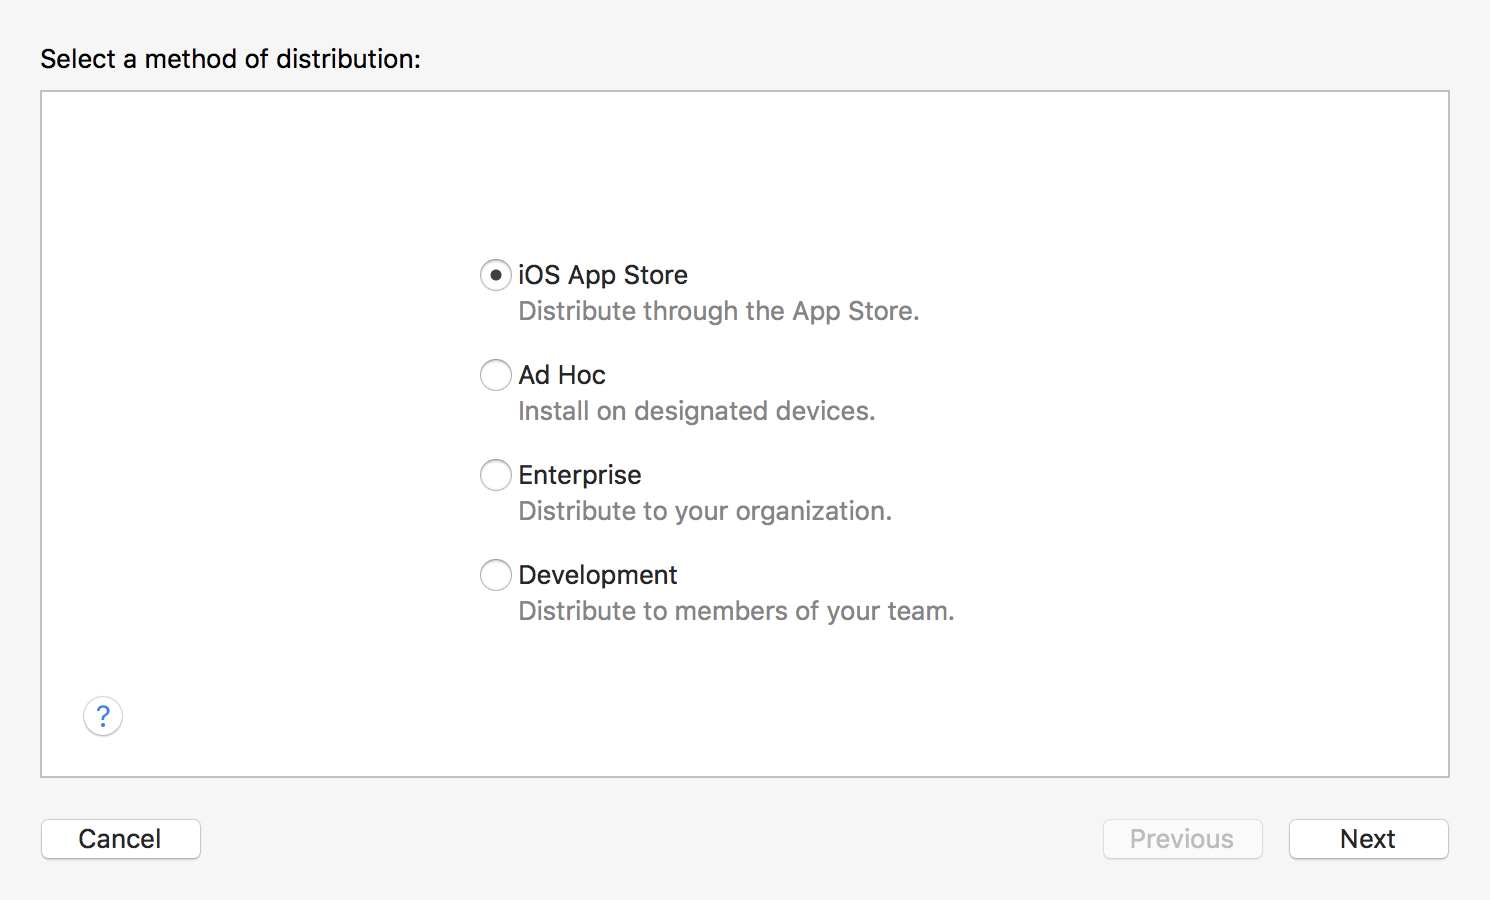 Select a method of distribution:
iOS App Store
Distribute through the App Store.
Ad Hoc
Install on designated devices.
Enterprise
Distribute to your organization.
Development
Distribute to members of your team.
?
Cancel
Previous
Next